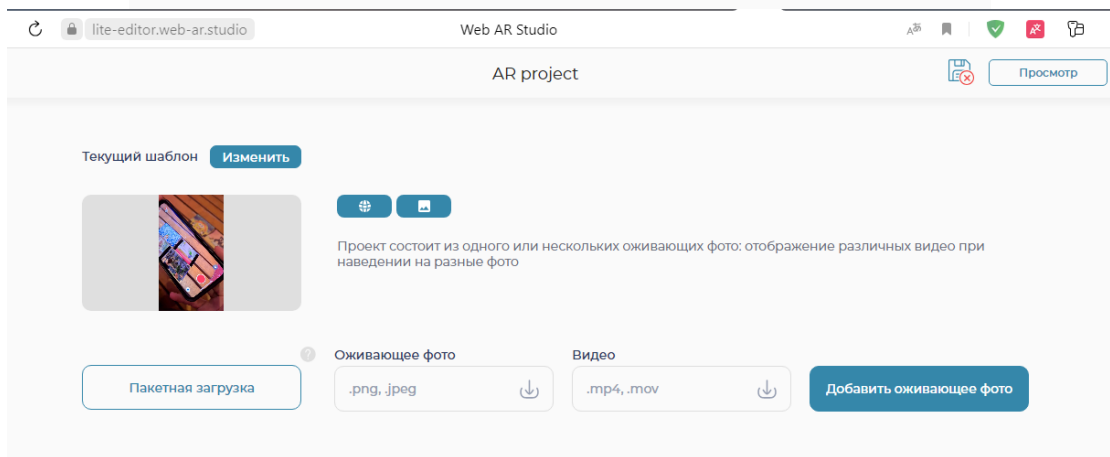 lite-editor.web-ar.studio
Web AR Studio
AR project
Просмотр
Текущий шаблон
Изменить
Проект состоит из одного или нескольких оживающих фото: отображение различных видео при
наведении на разные фото
?
Оживающее фото
Видео
Пакетная загрузка
.png, .jpeg
.mp4, .mov
Добавить оживающее фото